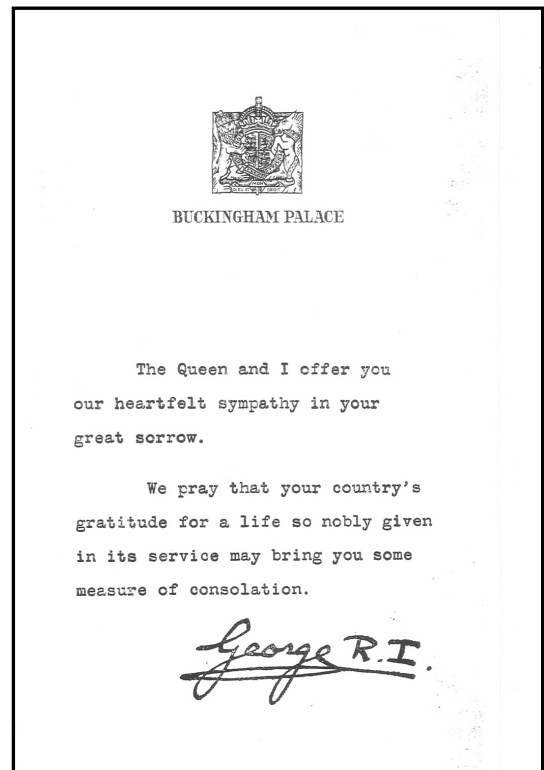 BUCKINGHAM PALACE
The Queen and I offer you
our heartfelt sympathy in your
great sorrow.
We pray that your country's
gratitude for a life so nobly given
in its service may bring you some
measure of consolation.
George R.I.